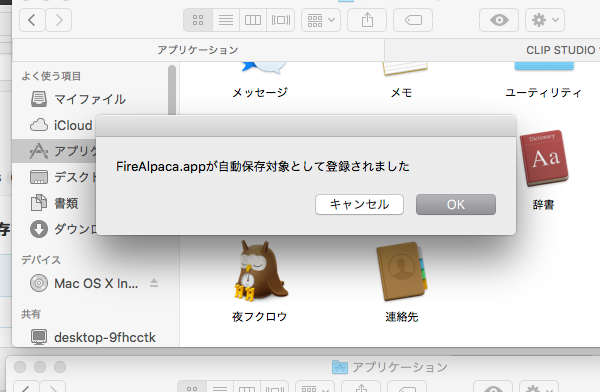 アプリケーション
CLIP STUDIO
よく使う項目
マイファイル
iCloud
アプリケ
デスクト
書類
ダウンロ
デバイス
Mac OS X In...
共有
desktop-9fhcctk
メッセージ
メモ
ユーティリティ
FireAlpaca.appが自動保存対象として登録されました
キャンセル
OK
Dictionary
Aa
辞書
夜フクロウ
連絡先
存
アプリケーション